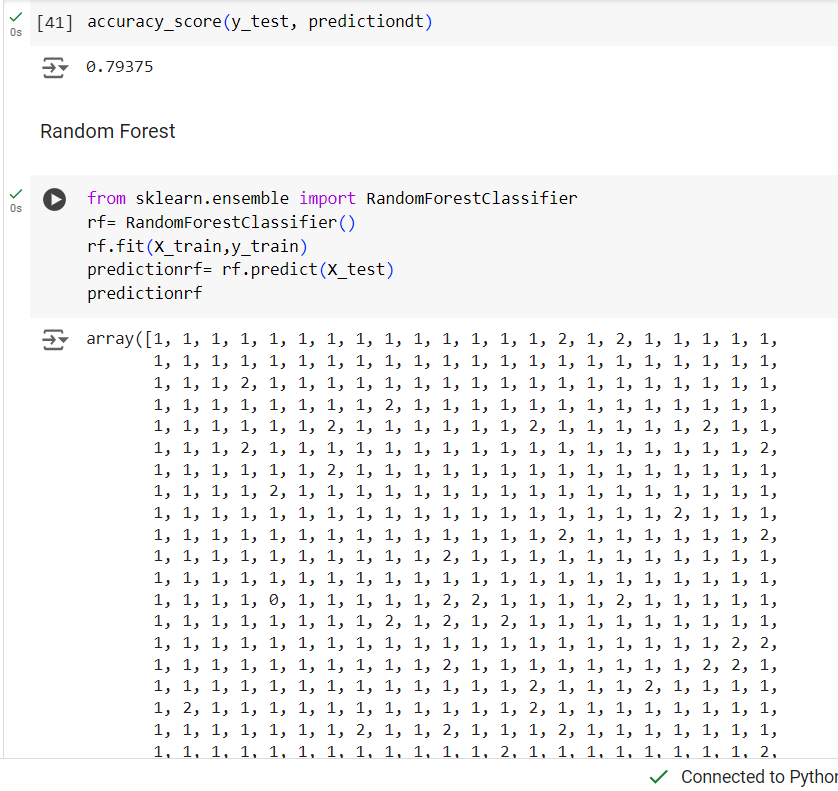 0s
[41] accuracy_score(y_test, predictiondt)
0.79375
Random Forest
0s
from sklearn.ensemble import RandomForestClassifier
rf= RandomForestClassifier()
rf.fit(X_train,y_train)
predictionrf= rf.predict(X_test)
predictionrf
array([1, 1, 1, 1, 1, 1, 1, 1, 1, 1, 1, 1, 1, 1, 2, 1, 2, 1, 1, 1, 1, 1,
1, 1, 1, 1, 1, 1, 1, 1, 1, 1, 1, 1, 1, 1, 1, 1, 1, 1, 1, 1, 1, 1,
1, 1, 1, 2, 1, 1, 1, 1, 1, 1, 1, 1, 1, 1, 1, 1, 1, 1, 1, 1, 1, 1,
1, 1, 1, 1, 1, 1, 1, 1, 2, 1, 1, 1, 1, 1, 1, 1, 1, 1, 1, 1, 1, 1,
1, 1, 1, 1, 1, 1, 2, 1, 1, 1, 1, 1, 1, 2, 1, 1, 1, 1, 1, 2, 1, 1,
1, 1, 1, 2, 1, 1, 1, 1, 1, 1, 1, 1, 1, 1, 1, 1, 1, 1, 1, 1, 1, 2,
1, 1, 1, 1, 1, 1, 2, 1, 1, 1, 1, 1, 1, 1, 1, 1, 1, 1, 1, 1, 1, 1,
1, 1, 1, 1, 2, 1, 1, 1, 1, 1, 1, 1, 1, 1, 1, 1, 1, 1, 1, 1, 1, 1,
1, 1, 1, 1, 1, 1, 1, 1, 1, 1, 1, 1, 1, 1, 1, 1, 1, 1, 2, 1, 1, 1,
1, 1, 1, 1, 1, 1, 1, 1, 1, 1, 1, 1, 1, 1, 2, 1, 1, 1, 1, 1, 1, 2,
1, 1, 1, 1, 1, 1, 1, 1, 1, 1, 2, 1, 1, 1, 1, 1, 1, 1, 1, 1, 1, 1,
1, 1, 1, 1, 1, 1, 1, 1, 1, 1, 1, 1, 1, 1, 1, 1, 1, 1, 1, 1, 1, 1,
1, 1, 1, 1, 0, 1, 1, 1, 1, 1, 2, 2, 1, 1, 1, 1, 2, 1, 1, 1, 1, 1,
1, 1, 1, 1, 1, 1, 1, 1, 2, 1, 2, 1, 2, 1, 1, 1, 1, 1, 1, 1, 1, 1,
1, 1, 1, 1, 1, 1, 1, 1, 1, 1, 1, 1, 1, 1, 1, 1, 1, 1, 1, 1, 2, 2,
1, 1, 1, 1, 1, 1, 1, 1, 1, 1, 2, 1, 1, 1, 1, 1, 1, 1, 1, 2, 2, 1,
1, 1, 1, 1, 1, 1, 1, 1, 1, 1, 1, 1, 1, 2, 1, 1, 1, 2, 1, 1, 1, 1,
1, 2, 1, 1, 1, 1, 1, 1, 1, 1, 1, 1, 1, 2, 1, 1, 1, 1, 1, 1, 1, 1,
1, 1, 1, 1, 1, 1, 1, 2, 1, 1, 2, 1, 1, 1, 2, 1, 1, 1, 1, 1, 1, 1,
1, 1, 1, 1, 1, 1, 1, 1, 1, 1, 1, 1, 2, 1, 1, 1, 1, 1, 1, 1, 1, 2,
Connected to Python